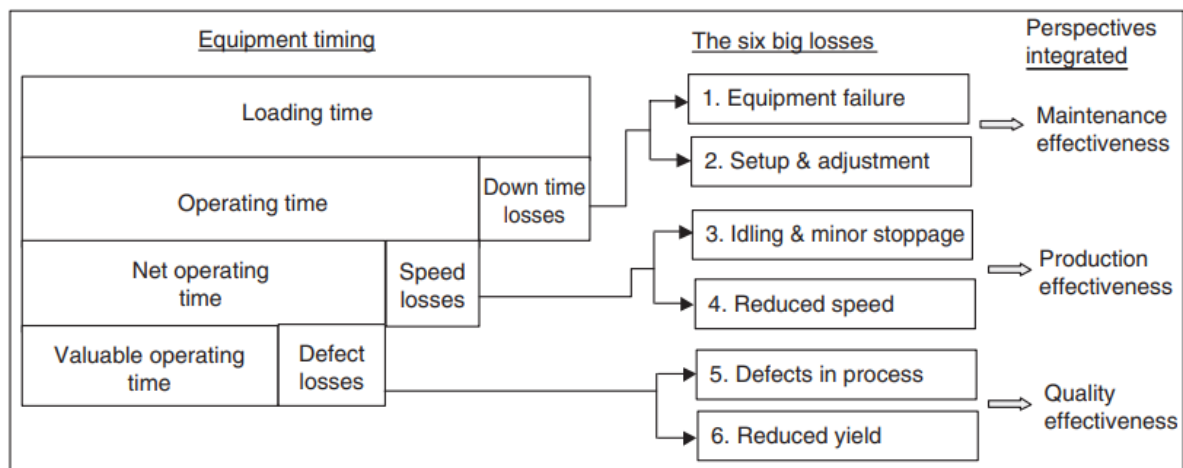 Equipment timing
The six big losses
Perspectives
integrated
Loading time
1. Equipment failure
2. Setup & adjustment
Maintenance
effectiveness
Operating time
Down time
losses
3. Idling & minor stoppage
4. Reduced speed
Production
effectiveness
Net operating
time
Speed
losses
5. Defects in process
6. Reduced yield
Quality
effectiveness
Valuable operating
time
Defect
losses